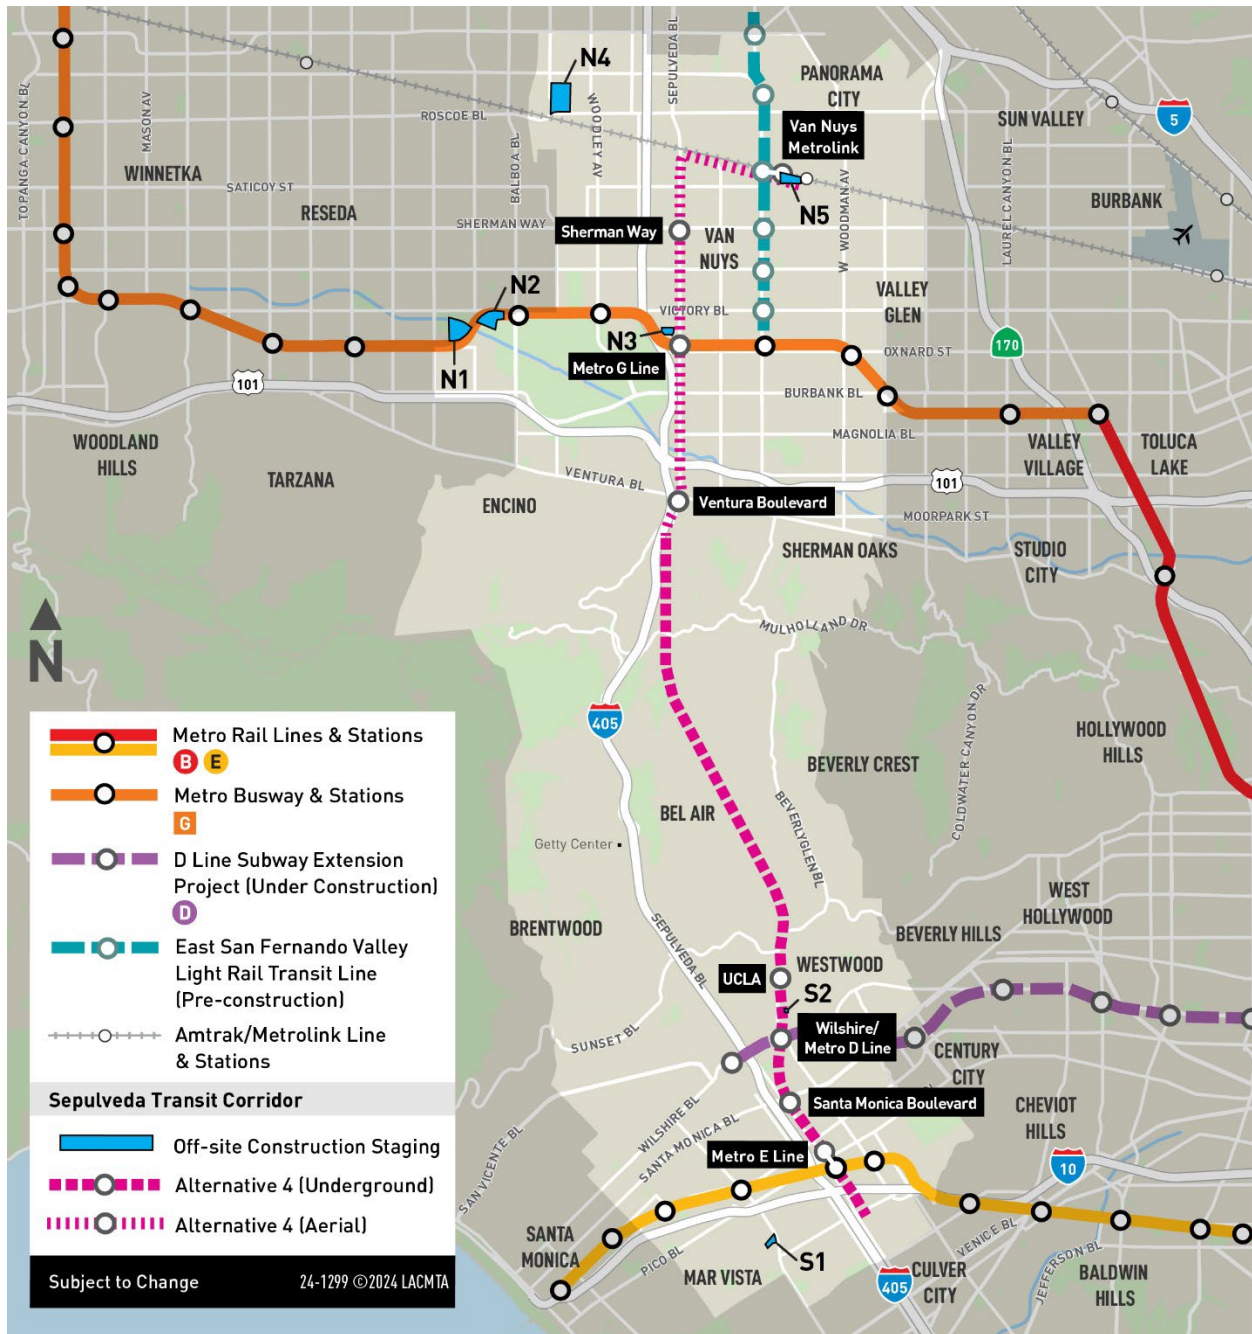 N4
SEPULVEDA BL
PANORAMA
CITY
5
TOPANGA CANYON BL
MASON AV
ROSCOE BL
WOODLEY AV
Van Nuys
Metrolink
SUN VALLEY
LAUREL CANYON BL
WINNETKA
SATICOY ST
RESEDA
BALBOA BL
SHERMAN WAY
Sherman Way
VAN
NUYS
N5
W WOODMAN AV
BURBANK
N2
VICTORY BL
VALLEY
GLEN
N1
N3
Metro G Line
OXNARD ST
170
101
BURBANK BL
MAGNOLIA BL
WOODLAND
HILLS
TARZANA
VENTURA BL
ENCINO
Ventura Boulevard
101
VALLEY
VILLAGE
TOLUCA
LAKE
MOORPARK ST
SHERMAN OAKS
STUDIO
CITY
N
MULHOLLAND DR
405
COLDWATER CANYON DR
HOLLYWOOD
HILLS
BEVERLY CREST
BEL AIR
BEVERLYGLEN BL
Getty Center
BRENTWOOD
SEPULVEDA BL
WEST
HOLLYWOOD
BEVERLY HILLS
UCLA
WESTWOOD
S2
SUNSET BL
Wilshire/
Metro D Line
CENTURY
CITY
WILSHIRE BL
Santa Monica Boulevard
SANTA MONICA BL
CHEVIOT
HILLS
SAN VICENTE BL
Metro E Line
10
SANTA
MONICA
PICO BL
S1
MAR VISTA
VENICE BL
405
CULVER
CITY
JEFFERSON BL
BALDWIN
HILLS
Metro Rail Lines & Stations
B E
Metro Busway & Stations
G
D Line Subway Extension
Project (Under Construction)
D
East San Fernando Valley
Light Rail Transit Line
(Pre-construction)
Amtrak/Metrolink Line
& Stations
Sepulveda Transit Corridor
Off-site Construction Staging
Alternative 4 (Underground)
Alternative 4 (Aerial)
Subject to Change 24-1299 ©2024 LACMTA